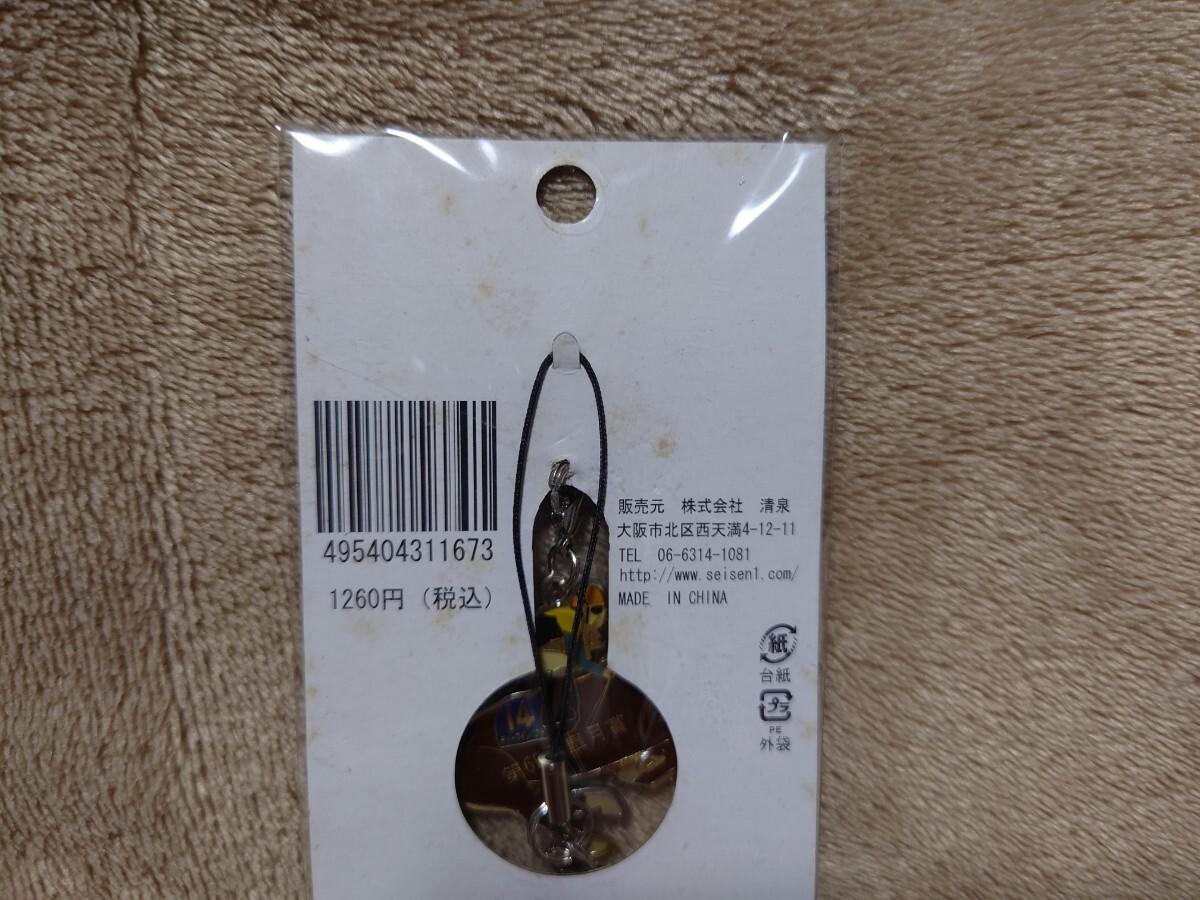 495404311673
1260円（税込）
販売元　株式会社　清泉
大阪市北区西天満4-12-11
TEL　06-6314-1081
http://www.seisen1.com/
MADE　IN CHINA
紙
台紙
プラ
PE
外袋
14